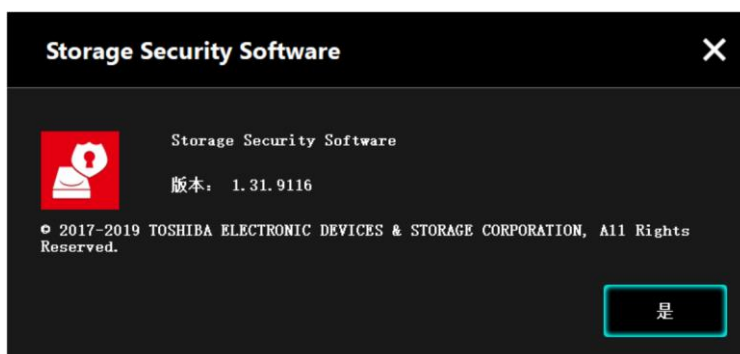 Storage Security Software
Storage Security Software
版本： 1.31.9116
© 2017-2019 TOSHIBA ELECTRONIC DEVICES & STORAGE CORPORATION, All Rights
Reserved.
是